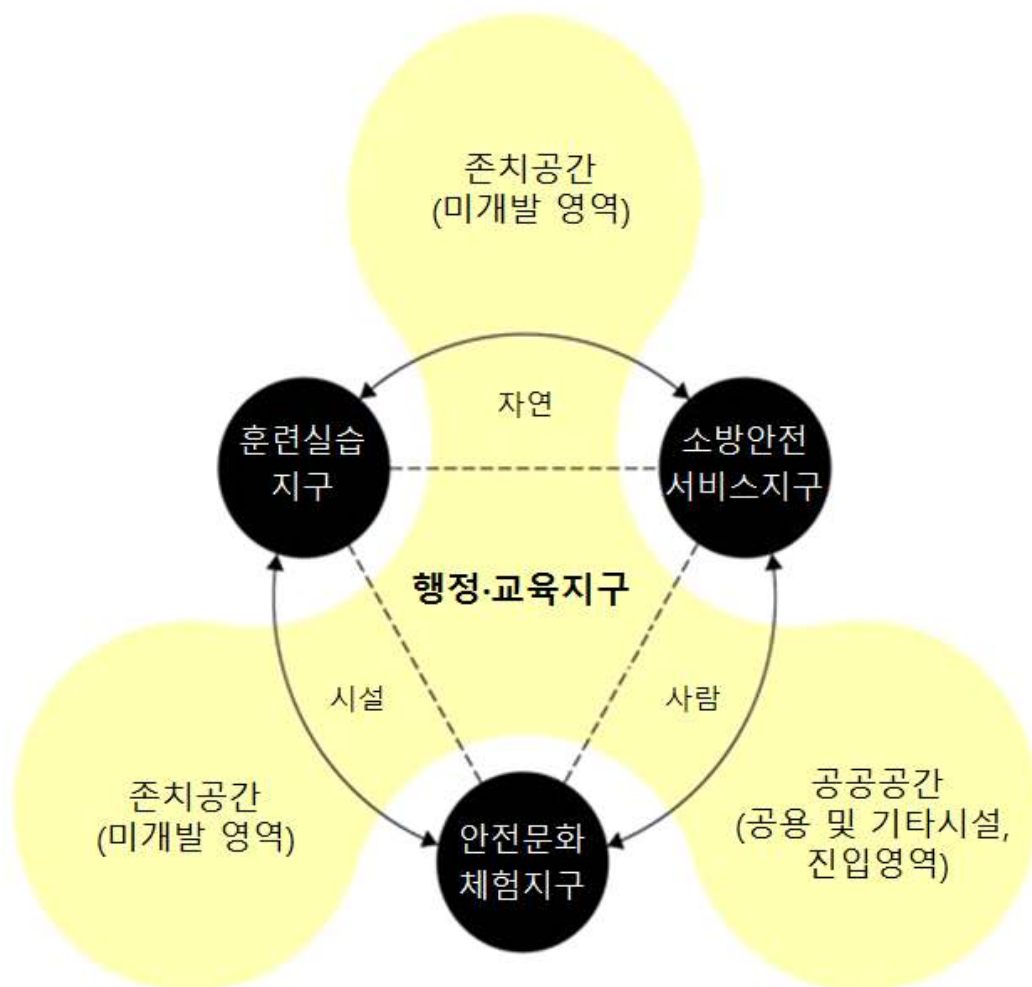 존치공간
(미개발 영역)
자연
훈련실습
지구
소방안전
서비스지구
행정·교육지구
시설
사람
존치공간
(미개발 영역)
안전문화
체험지구
공공공간
(공용 및 기타시설,
진입영역)